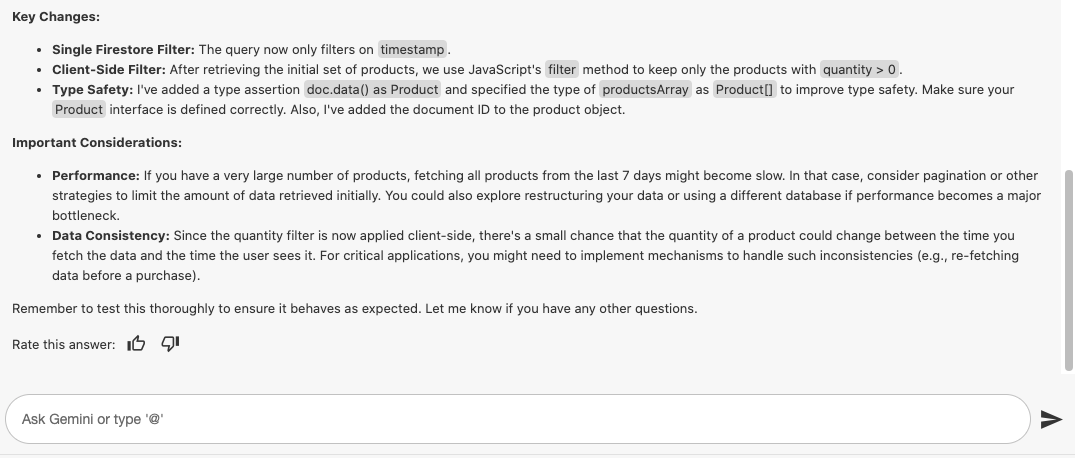 Key Changes:
• Single Firestore Filter: The query now only filters on timestamp.
• Client-Side Filter: After retrieving the initial set of products, we use JavaScript's filter method to keep only the products with quantity > 0.
• Type Safety: I've added a type assertion doc.data() as Product and specified the type of productsArray as Product[] to improve type safety. Make sure your
Product interface is defined correctly. Also, I've added the document ID to the product object.
Important Considerations:
• Performance: If you have a very large number of products, fetching all products from the last 7 days might become slow. In that case, consider pagination or other
strategies to limit the amount of data retrieved initially. You could also explore restructuring your data or using a different database if performance becomes a major
bottleneck.
• Data Consistency: Since the quantity filter is now applied client-side, there's a small chance that the quantity of a product could change between the time you
fetch the data and the time the user sees it. For critical applications, you might need to implement mechanisms to handle such inconsistencies (e.g., re-fetching
data before a purchase).
Remember to test this thoroughly to ensure it behaves as expected. Let me know if you have any other questions.
Rate this answer:
Ask Gemini or type '@'